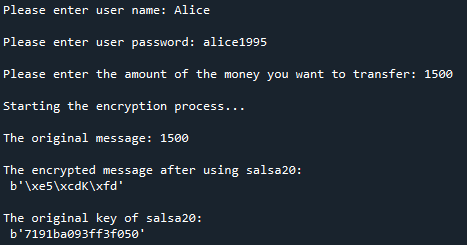 Please enter user name: Alice
Please enter user password: alice1995
Please enter the amount of the money you want to transfer: 1500
Starting the encryption process...
The original message: 1500
The encrypted message after using salsa20:
b'\xe5\xcdK\xfd'
The original key of salsa20:
b'7191ba093ff3f050'